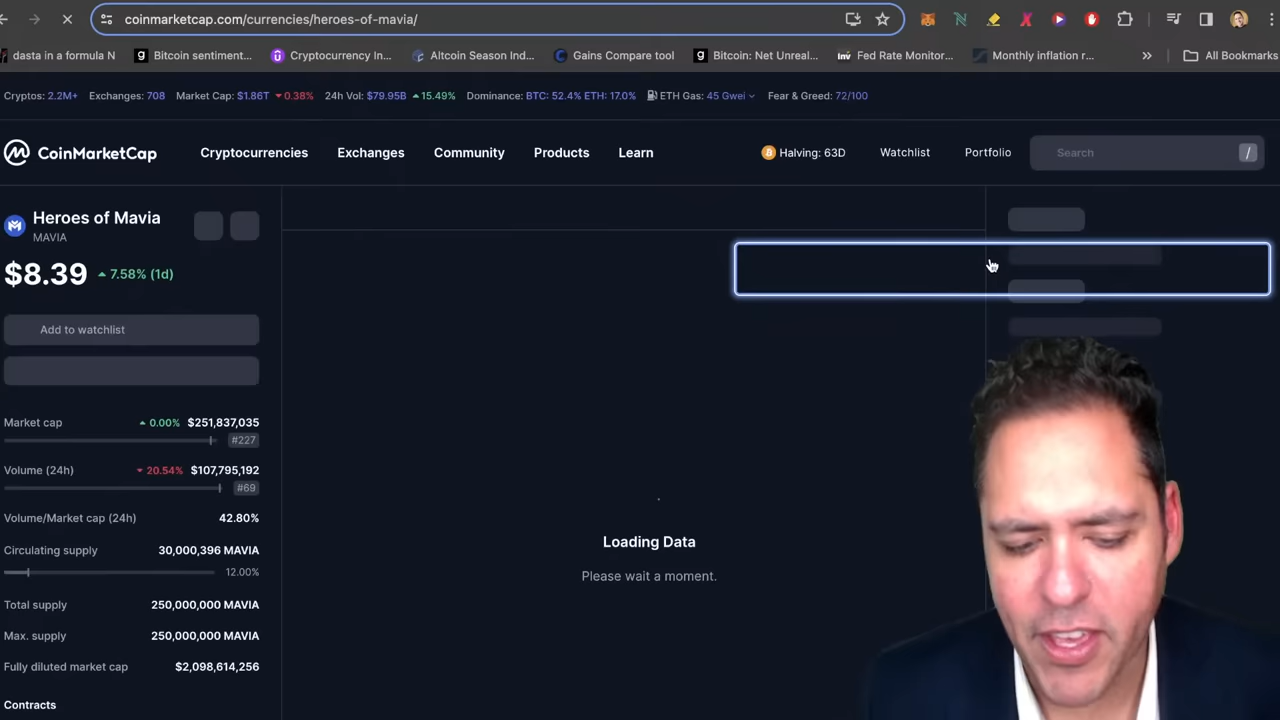 coinmarketcap.com/currencies/heroes-of-mavia/
dasta in a formula N
Bitcoin sentiment...
Cryptocurrency In...
Altcoin Season Ind...
Gains Compare tool
Bitcoin: Net Unreal...
Inv Fed Rate Monitor...
Monthly inflation r...
» All Bookmarks
Cryptos: 2.2M+ Exchanges: 708 Market Cap: $1.86T 0.38% 24h Vol: $79.95B 15.49% Dominance: BTC: 52.4% ETH: 17.0% ETH Gas: 45 Gwei Fear & Greed: 72/100
CoinMarketCap Cryptocurrencies Exchanges Community Products Learn Halving: 63D Watchlist Portfolio Search /
Heroes of Mavia
MAVIA
$8.39 7.58% (1d)
Add to watchlist
Market cap 0.00% $251,837,035
#227
Volume (24h) 20.54% $107,795,192
#69
Volume/Market cap (24h) 42.80%
Circulating supply 30,000,396 MAVIA
12.00%
Total supply 250,000,000 MAVIA
Max. supply 250,000,000 MAVIA
Fully diluted market cap $2,098,614,256
Contracts
Loading Data
Please wait a moment.